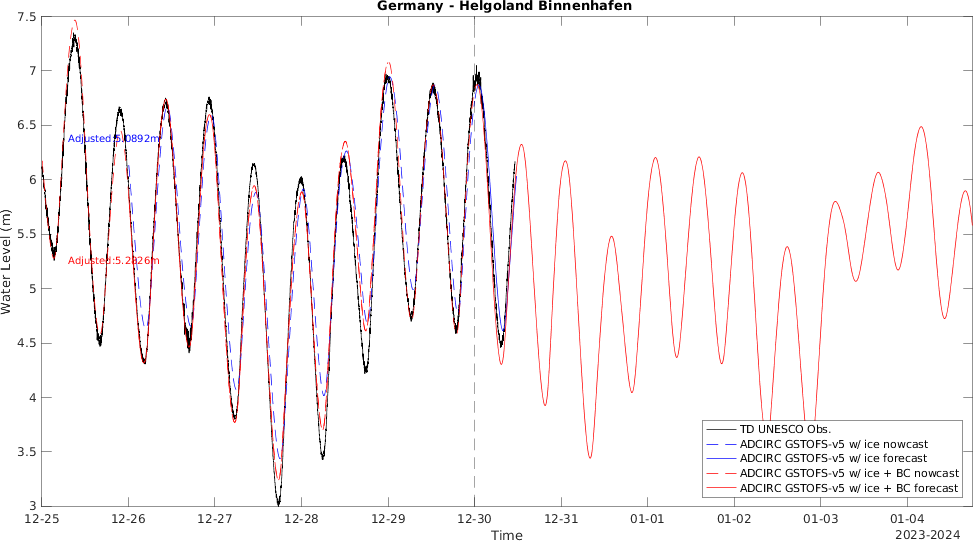 Germany - Helgoland Binnenhafen
7.5
7
6.5
6
5.5
5
4.5
4
3.5
3
Water Level (m)
Adjusted:5.0892m
Adjusted:5.2826m
TD UNESCO Obs.
ADCIRC GSTOFS-v5 w/ ice nowcast
ADCIRC GSTOFS-v5 w/ ice forecast
ADCIRC GSTOFS-v5 w/ ice + BC nowcast
ADCIRC GSTOFS-v5 w/ ice + BC forecast
12-25 12-26 12-27 12-28 12-29 12-30 12-31 01-01 01-02 01-03 01-04
Time
2023-2024